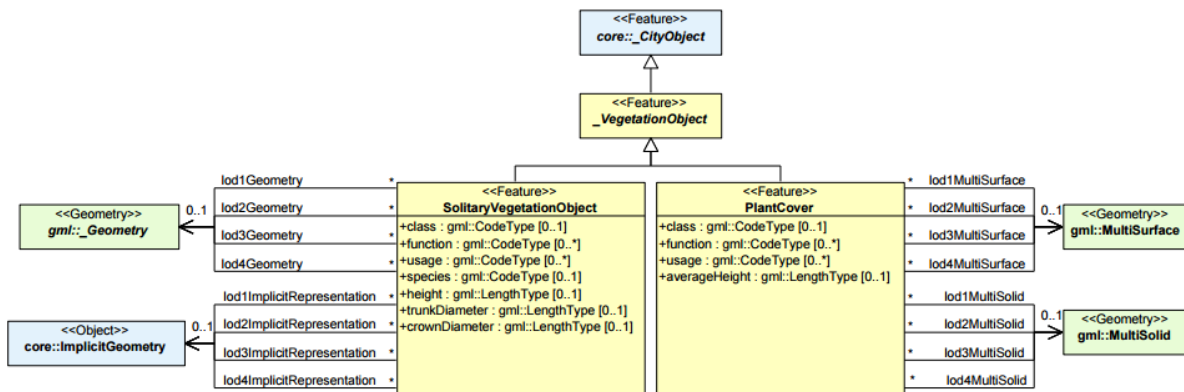 <<Feature>>
core::_CityObject
<<Feature>>
_VegetationObject
<<Geometry>>
gml::_Geometry
0..1
lod1Geometry *
lod2Geometry *
lod3Geometry *
lod4Geometry *
<<Object>>
core::ImplicitGeometry
0..1
lod1ImplicitRepresentation *
lod2ImplicitRepresentation *
lod3ImplicitRepresentation *
lod4ImplicitRepresentation *
<<Feature>>
SolitaryVegetationObject
+class : gml::CodeType [0..1]
+function : gml::CodeType [0..*]
+usage : gml::CodeType [0..*]
+species : gml::CodeType [0..1]
+height : gml::LengthType [0..1]
+trunkDiameter : gml::LengthType [0..1]
+crownDiameter : gml::LengthType [0..1]
<<Feature>>
PlantCover
+class : gml::CodeType [0..1]
+function : gml::CodeType [0..*]
+usage : gml::CodeType [0..*]
+averageHeight : gml::LengthType [0..1]
* lod1MultiSurface
* lod2MultiSurface
* lod3MultiSurface
* lod4MultiSurface
0..1
<<Geometry>>
gml::MultiSurface
* lod1MultiSolid
* lod2MultiSolid
* lod3MultiSolid
* lod4MultiSolid
0..1
<<Geometry>>
gml::MultiSolid